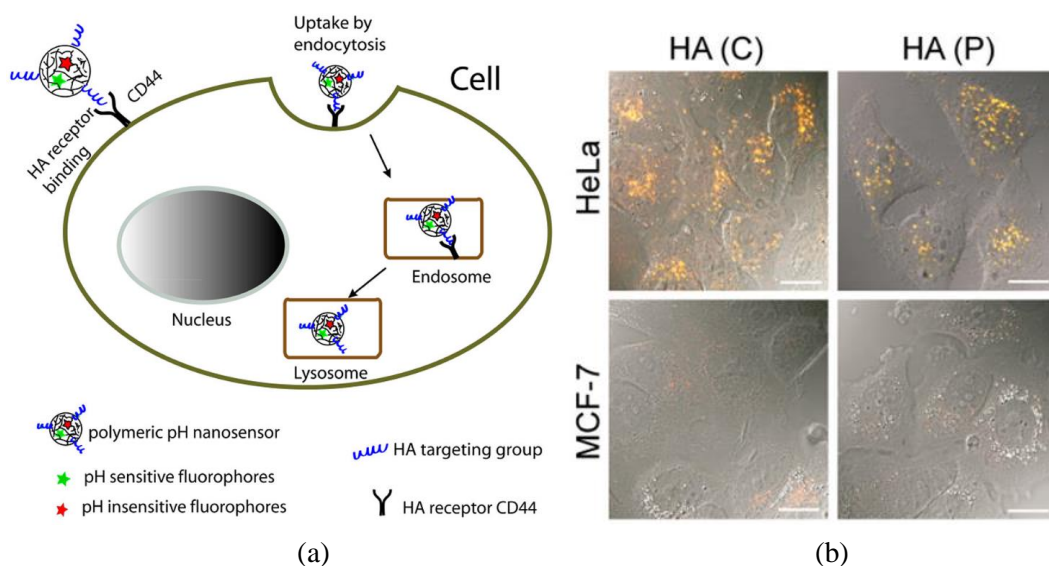 Uptake by
endocytosis
Cell
CD44
HA receptor
binding
Endosome
Nucleus
Lysosome
polymeric pH nanosensor
pH sensitive fluorophores
pH insensitive fluorophores
HA targeting group
HA receptor CD44
(a)
HA (C)
HA (P)
HeLa
MCF-7
(b)